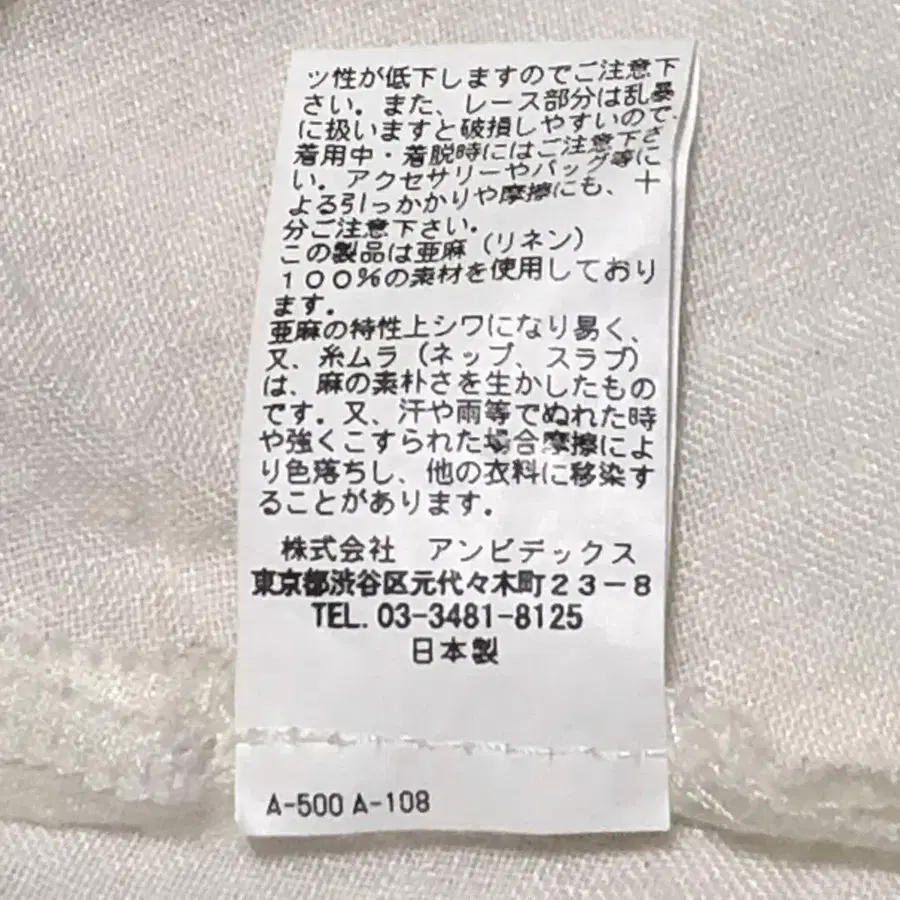 ツ性が低下しますのでご注意下
さい。また、レース部分は乱暴
に扱いますと破損しやすいので、
着用中・着脱時にはご注意下さ
い。アクセサリーやバッグ等に
よる引っかかりや摩擦にも、十
分ご注意下さい。
この製品は亜麻(リネン)
100%の素材を使用しており
ます。
亜麻の特性上シワになり易く、
又、糸ムラ(ネップ、スラブ)
は、麻の素朴さを生かしたもの
です。又、汗や雨等でぬれた時
や強くこすられた場合摩擦によ
り色落ちし、他の衣料に移染す
ることがあります。
株式会社 アンビデックス
東京都渋谷区元代々木町23-8
TEL. 03-3481-8125
日本製
A-500 A-108